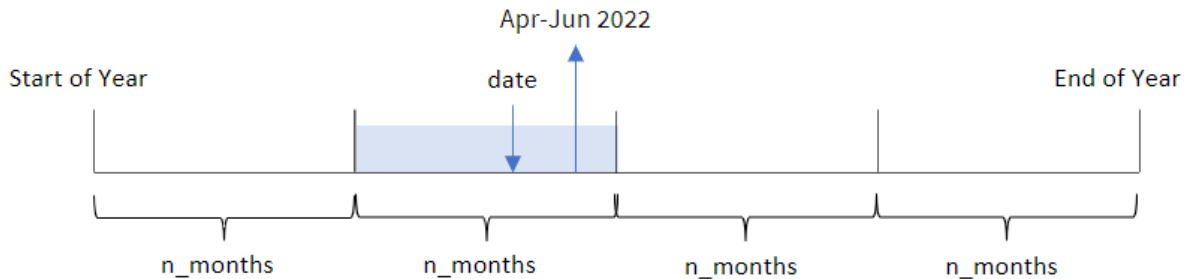 Apr-Jun 2022
Start of Year
date
End of Year
n_months
n_months
n_months
n_months